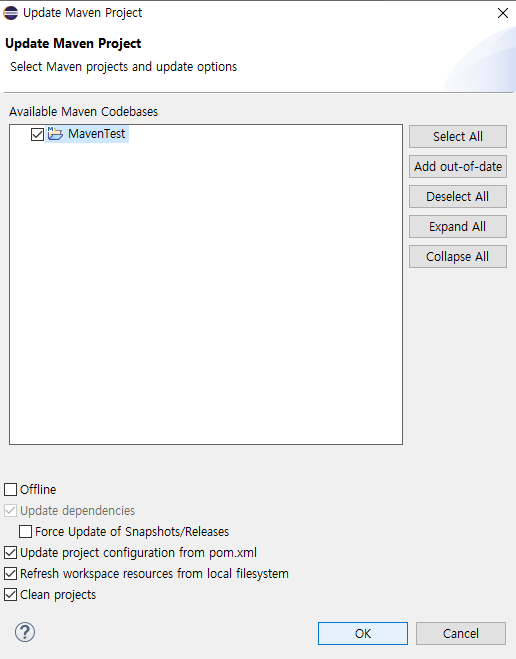 Update Maven Project
Update Maven Project
Select Maven projects and update options
Available Maven Codebases
MavenTest
Select All
Add out-of-date
Deselect All
Expand All
Collapse All
Offline
Update dependencies
Force Update of Snapshots/Releases
Update project configuration from pom.xml
Refresh workspace resources from local filesystem
Clean projects
?
OK
Cancel